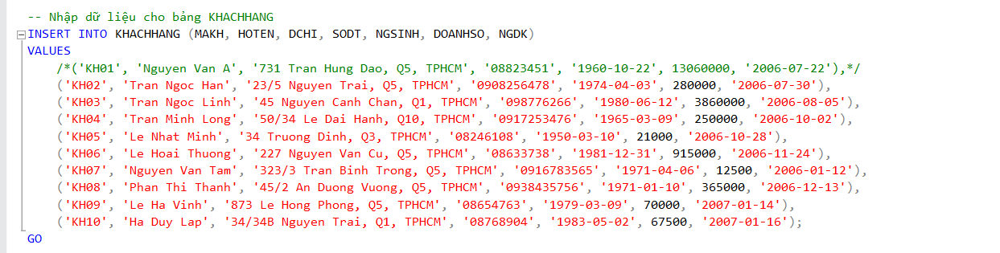 -- Nhập dữ liệu cho bảng KHACHHANG
INSERT INTO KHACHHANG (MAKH, HOTEN, DCHI, SODT, NGSINH, DOANHSO, NGDK)
VALUES
/*('KH01', 'Nguyen Van A', '731 Tran Hung Dao, Q5, TPHCM', '08823451', '1960-10-22', 13060000, '2006-07-22'),*/
('KH02', 'Tran Ngoc Han', '23/5 Nguyen Trai, Q5, TPHCM', '0908256478', '1974-04-03', 280000, '2006-07-30'),
('KH03', 'Tran Ngoc Linh', '45 Nguyen Canh Chan, Q1, TPHCM', '098776266', '1980-06-12', 3860000, '2006-08-05'),
('KH04', 'Tran Minh Long', '50/34 Le Dai Hanh, Q10, TPHCM', '0917253476', '1965-03-09', 250000, '2006-10-02'),
('KH05', 'Le Nhat Minh', '34 Truong Dinh, Q3, TPHCM', '08246108', '1950-03-10', 21000, '2006-10-28'),
('KH06', 'Le Hoai Thuong', '227 Nguyen Van Cu, Q5, TPHCM', '08633738', '1981-12-31', 915000, '2006-11-24'),
('KH07', 'Nguyen Van Tam', '323/3 Tran Binh Trong, Q5, TPHCM', '0916783565', '1971-04-06', 12500, '2006-01-12'),
('KH08', 'Phan Thi Thanh', '45/2 An Duong Vuong, Q5, TPHCM', '0938435756', '1971-01-10', 365000, '2006-12-13'),
('KH09', 'Le Ha Vinh', '873 Le Hong Phong, Q5, TPHCM', '08654763', '1979-03-09', 70000, '2007-01-14'),
('KH10', 'Ha Duy Lap', '34/34B Nguyen Trai, Q1, TPHCM', '08768904', '1983-05-02', 67500, '2007-01-16');
GO